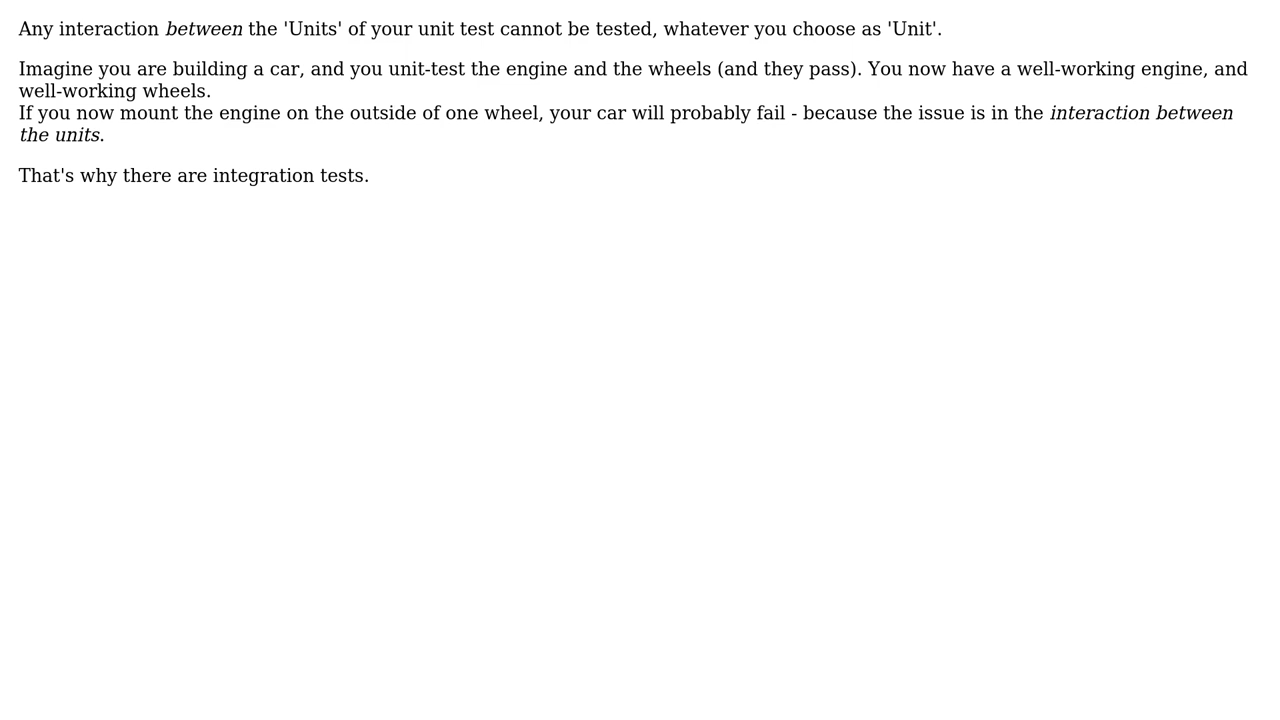 Any interaction between the 'Units' of your unit test cannot be tested, whatever you choose as 'Unit'.
Imagine you are building a car, and you unit-test the engine and the wheels (and they pass). You now have a well-working engine, and
well-working wheels.
If you now mount the engine on the outside of one wheel, your car will probably fail - because the issue is in the interaction between
the units.
That's why there are integration tests.